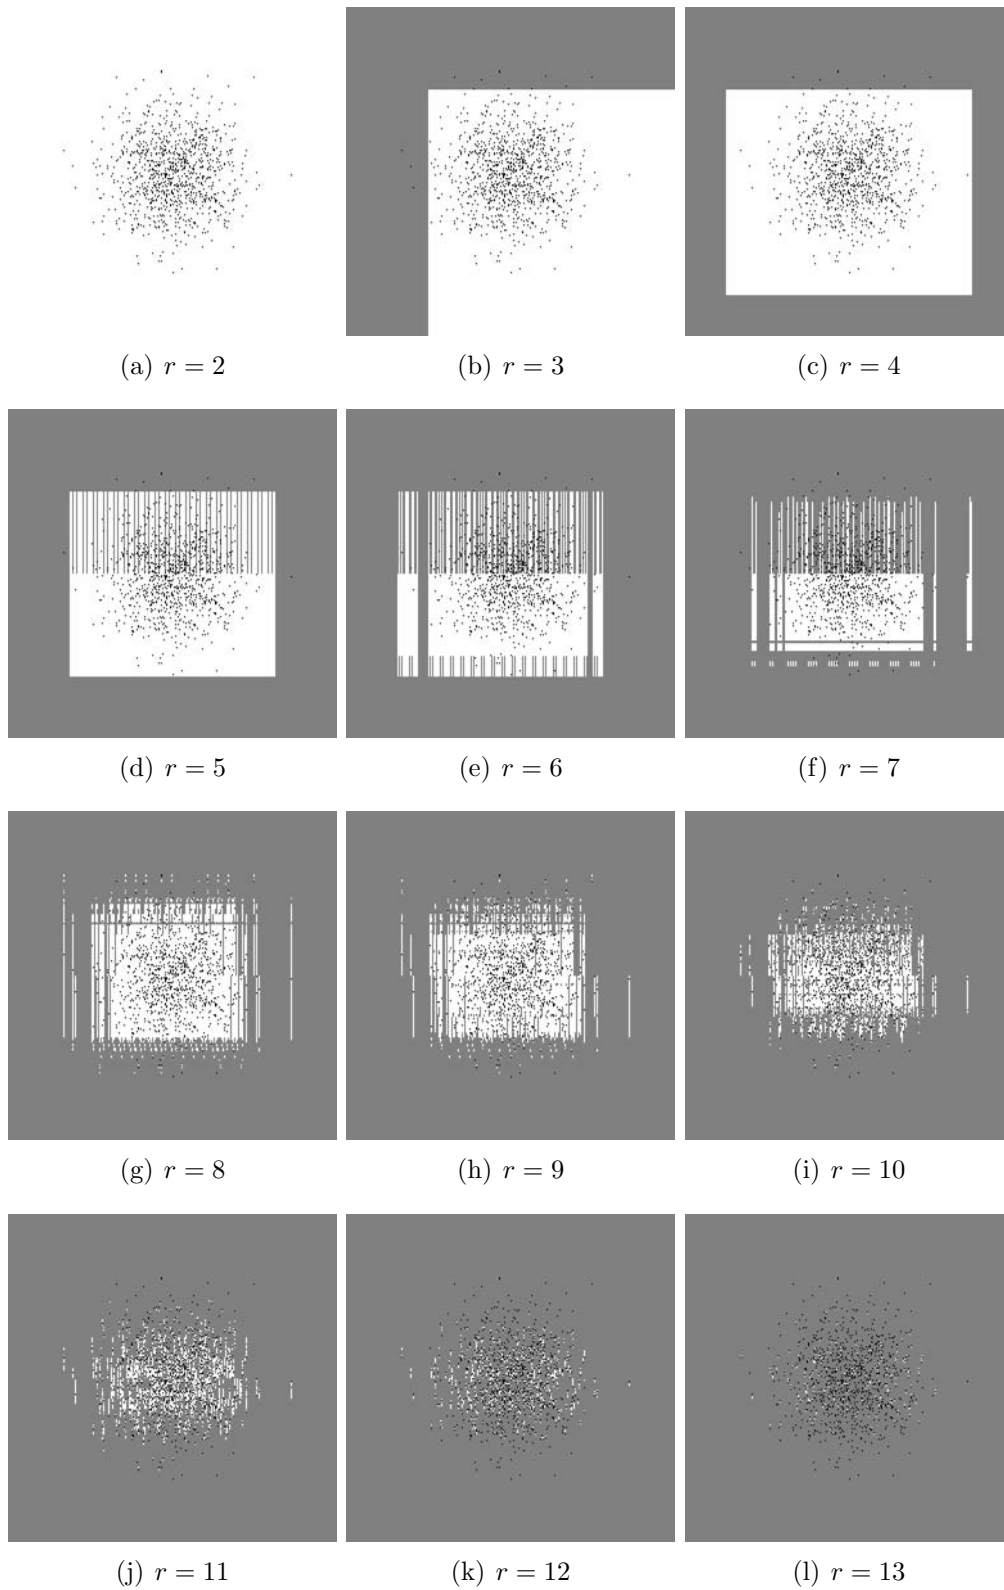 (a) r = 2 (b) r = 3 (c) r = 4
(d) r = 5 (e) r = 6 (f) r = 7
(g) r = 8 (h) r = 9 (i) r = 10
(j) r = 11 (k) r = 12 (l) r = 13